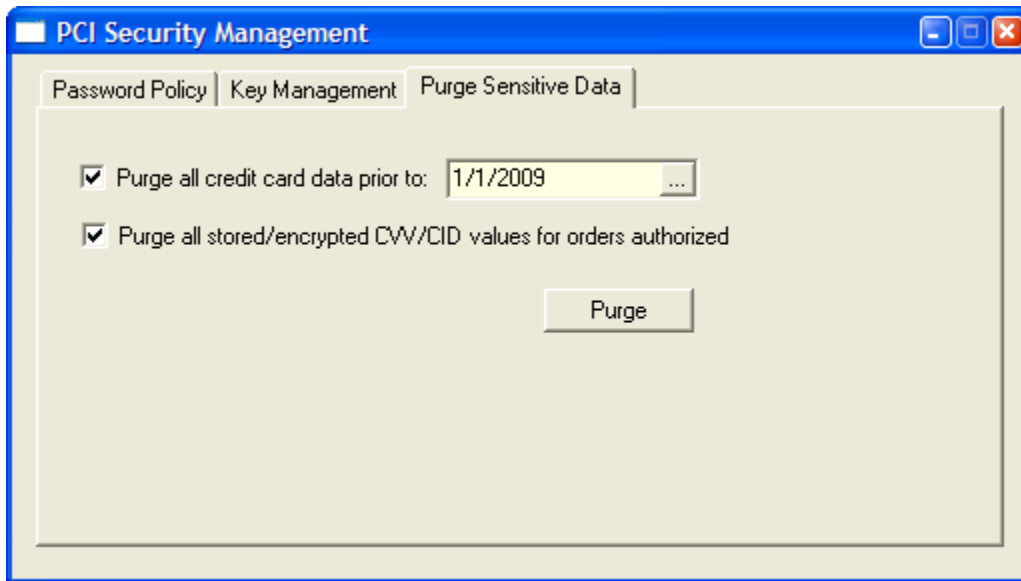 PCI Security Management
Password Policy Key Management Purge Sensitive Data
Purge all credit card data prior to: 1/1/2009 ...
Purge all stored/encrypted CVV/CID values for orders authorized
Purge